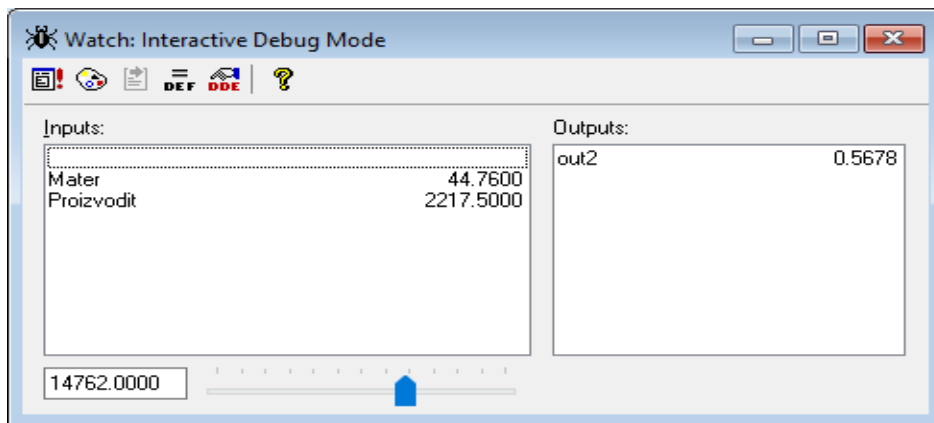 Watch: Interactive Debug Mode
DEF DDE ?
Inputs: Outputs:
out2 0.5678
Mater 44.7600
Proizvodit 2217.5000
14762.0000